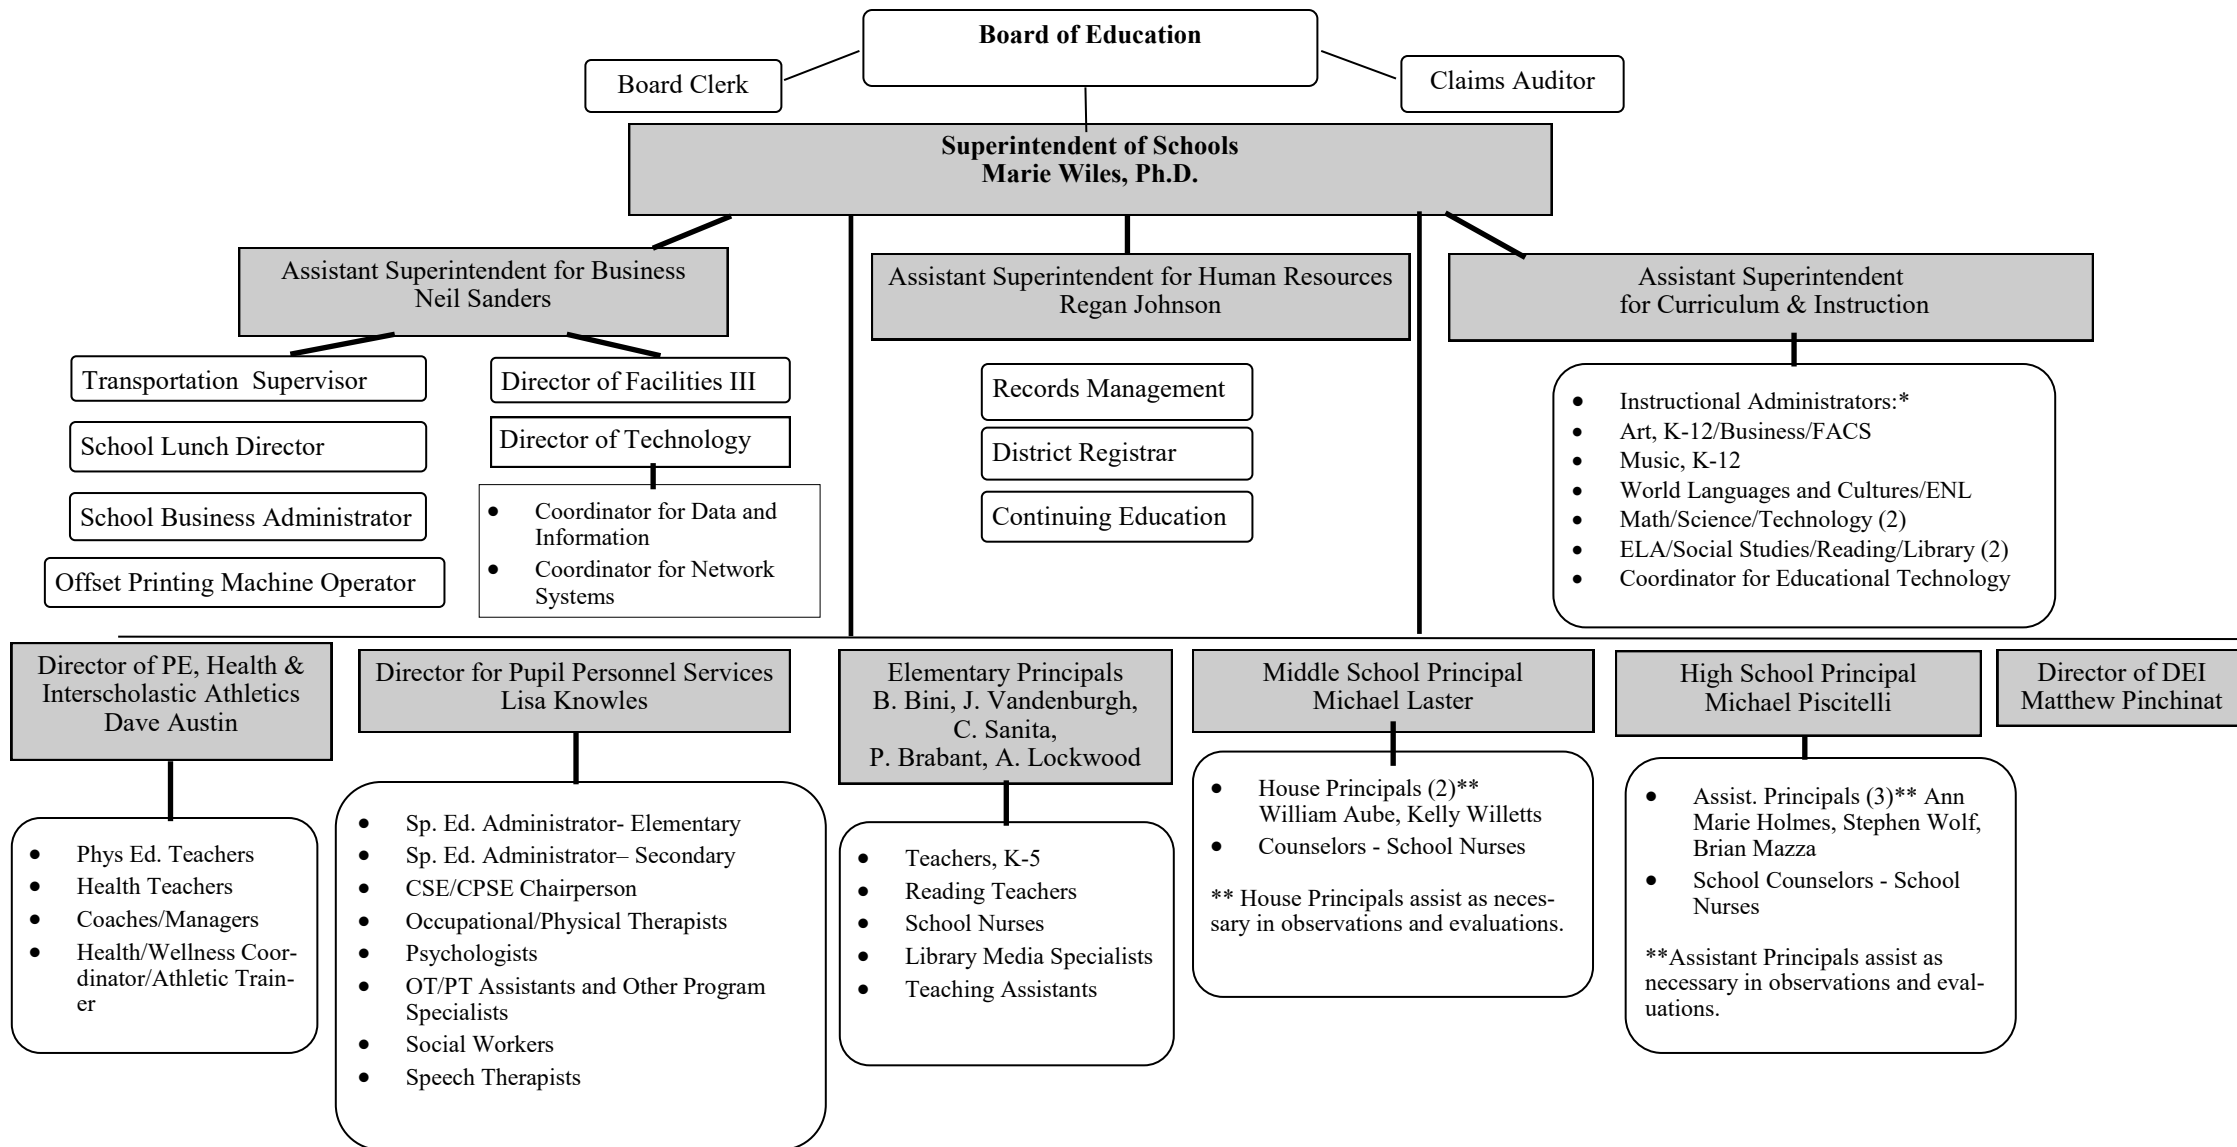 Board of Education
Board Clerk
Claims Auditor
Superintendent of Schools
Marie Wiles, Ph.D.
Assistant Superintendent for Business
Neil Sanders
Assistant Superintendent for Human Resources
Regan Johnson
Assistant Superintendent
for Curriculum & Instruction
Transportation  Supervisor
School Lunch Director
School Business Administrator
Offset Printing Machine Operator
Director of Facilities III
Director of Technology
• Coordinator for Data and
Information
• Coordinator for Network
Systems
Records Management
District Registrar
Continuing Education
• Instructional Administrators:*
• Art, K-12/Business/FACS
• Music, K-12
• World Languages and Cultures/ENL
• Math/Science/Technology (2)
• ELA/Social Studies/Reading/Library (2)
• Coordinator for Educational Technology
Director of PE, Health &
Interscholastic Athletics
Dave Austin
• Phys Ed. Teachers
• Health Teachers
• Coaches/Managers
• Health/Wellness Coor-
dinator/Athletic Train-
er
Director for Pupil Personnel Services
Lisa Knowles
• Sp. Ed. Administrator- Elementary
• Sp. Ed. Administrator– Secondary
• CSE/CPSE Chairperson
• Occupational/Physical Therapists
• Psychologists
• OT/PT Assistants and Other Program
Specialists
• Social Workers
• Speech Therapists
Elementary Principals
B. Bini, J. Vandenburgh,
C. Sanita,
P. Brabant, A. Lockwood
• Teachers, K-5
• Reading Teachers
• School Nurses
• Library Media Specialists
• Teaching Assistants
Middle School Principal
Michael Laster
• House Principals (2)**
William Aube, Kelly Willetts
• Counselors - School Nurses
** House Principals assist as neces-
sary in observations and evaluations.
High School Principal
Michael Piscitelli
• Assist. Principals (3)** Ann
Marie Holmes, Stephen Wolf,
Brian Mazza
• School Counselors - School
Nurses
**Assistant Principals assist as
necessary in observations and eval-
uations.
Director of DEI
Matthew Pinchinat